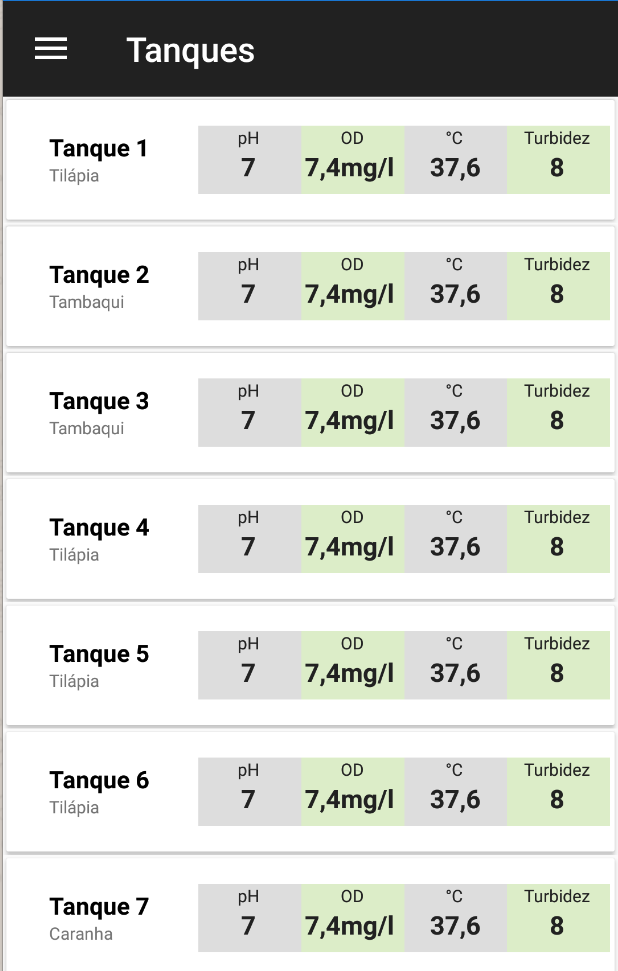 Tanques
Tanque 1
Tilápia
pH OD °C Turbidez
7 7,4mg/l 37,6 8
Tanque 2
Tambaqui
pH OD °C Turbidez
7 7,4mg/l 37,6 8
Tanque 3
Tambaqui
pH OD °C Turbidez
7 7,4mg/l 37,6 8
Tanque 4
Tilápia
pH OD °C Turbidez
7 7,4mg/l 37,6 8
Tanque 5
Tilápia
pH OD °C Turbidez
7 7,4mg/l 37,6 8
Tanque 6
Tilápia
pH OD °C Turbidez
7 7,4mg/l 37,6 8
Tanque 7
Caranha
pH OD °C Turbidez
7 7,4mg/l 37,6 8